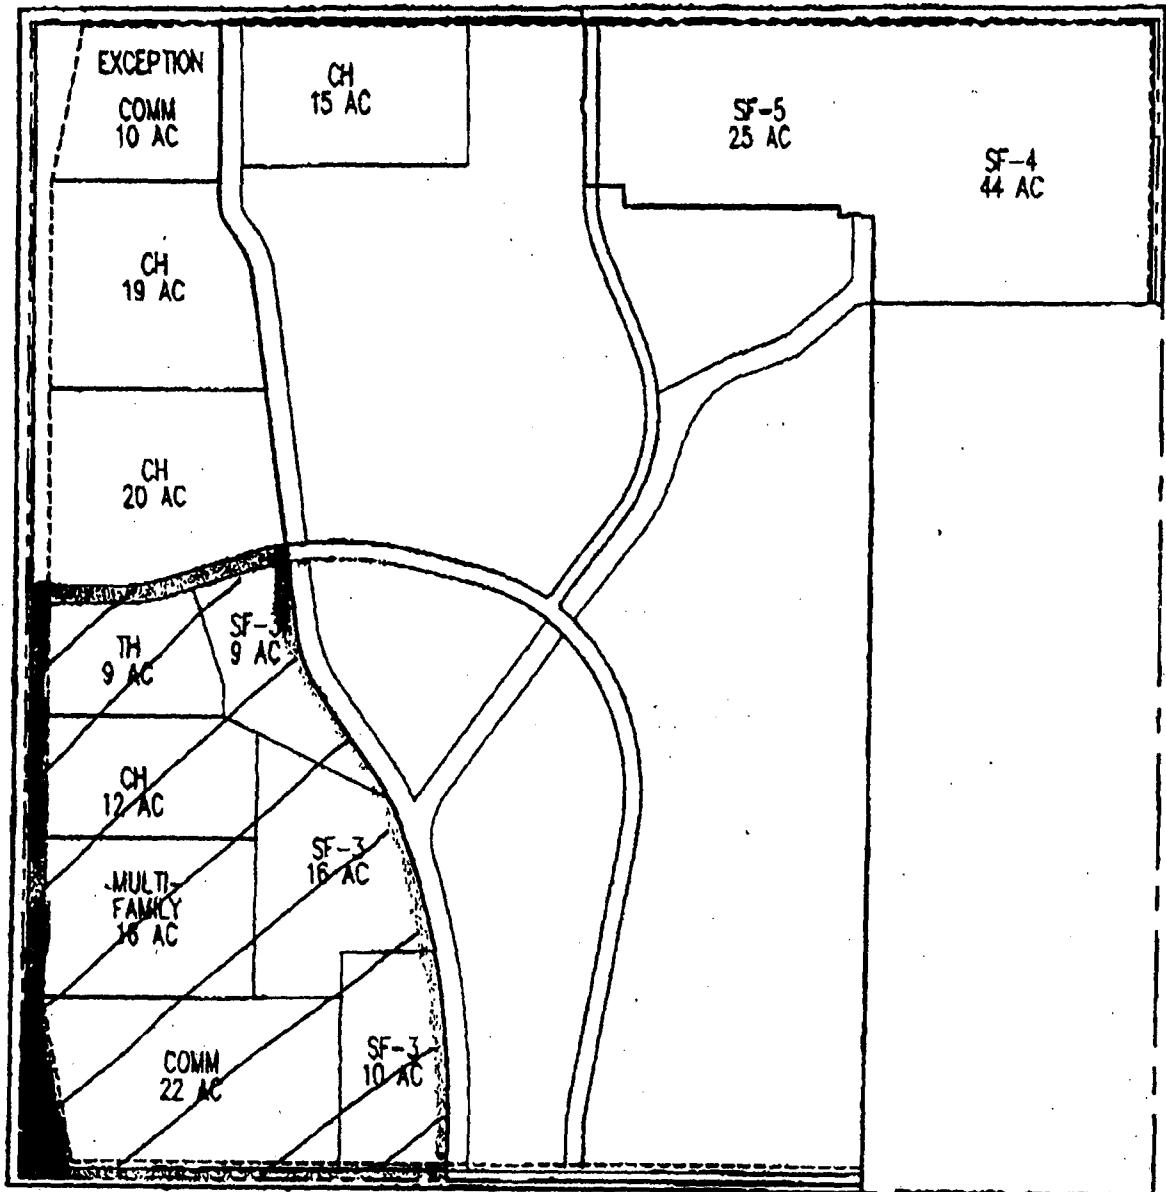 EXCEPTION
COMM
10 AC
CH
15 AC
SF-5
25 AC
SF-4
44 AC
CH
19 AC
CH
20 AC
TH
9 AC
SF-3
9 AC
CH
12 AC
SF-3
16 AC
MULTI-
FAMILY
16 AC
COMM
22 AC
SF-3
10 AC